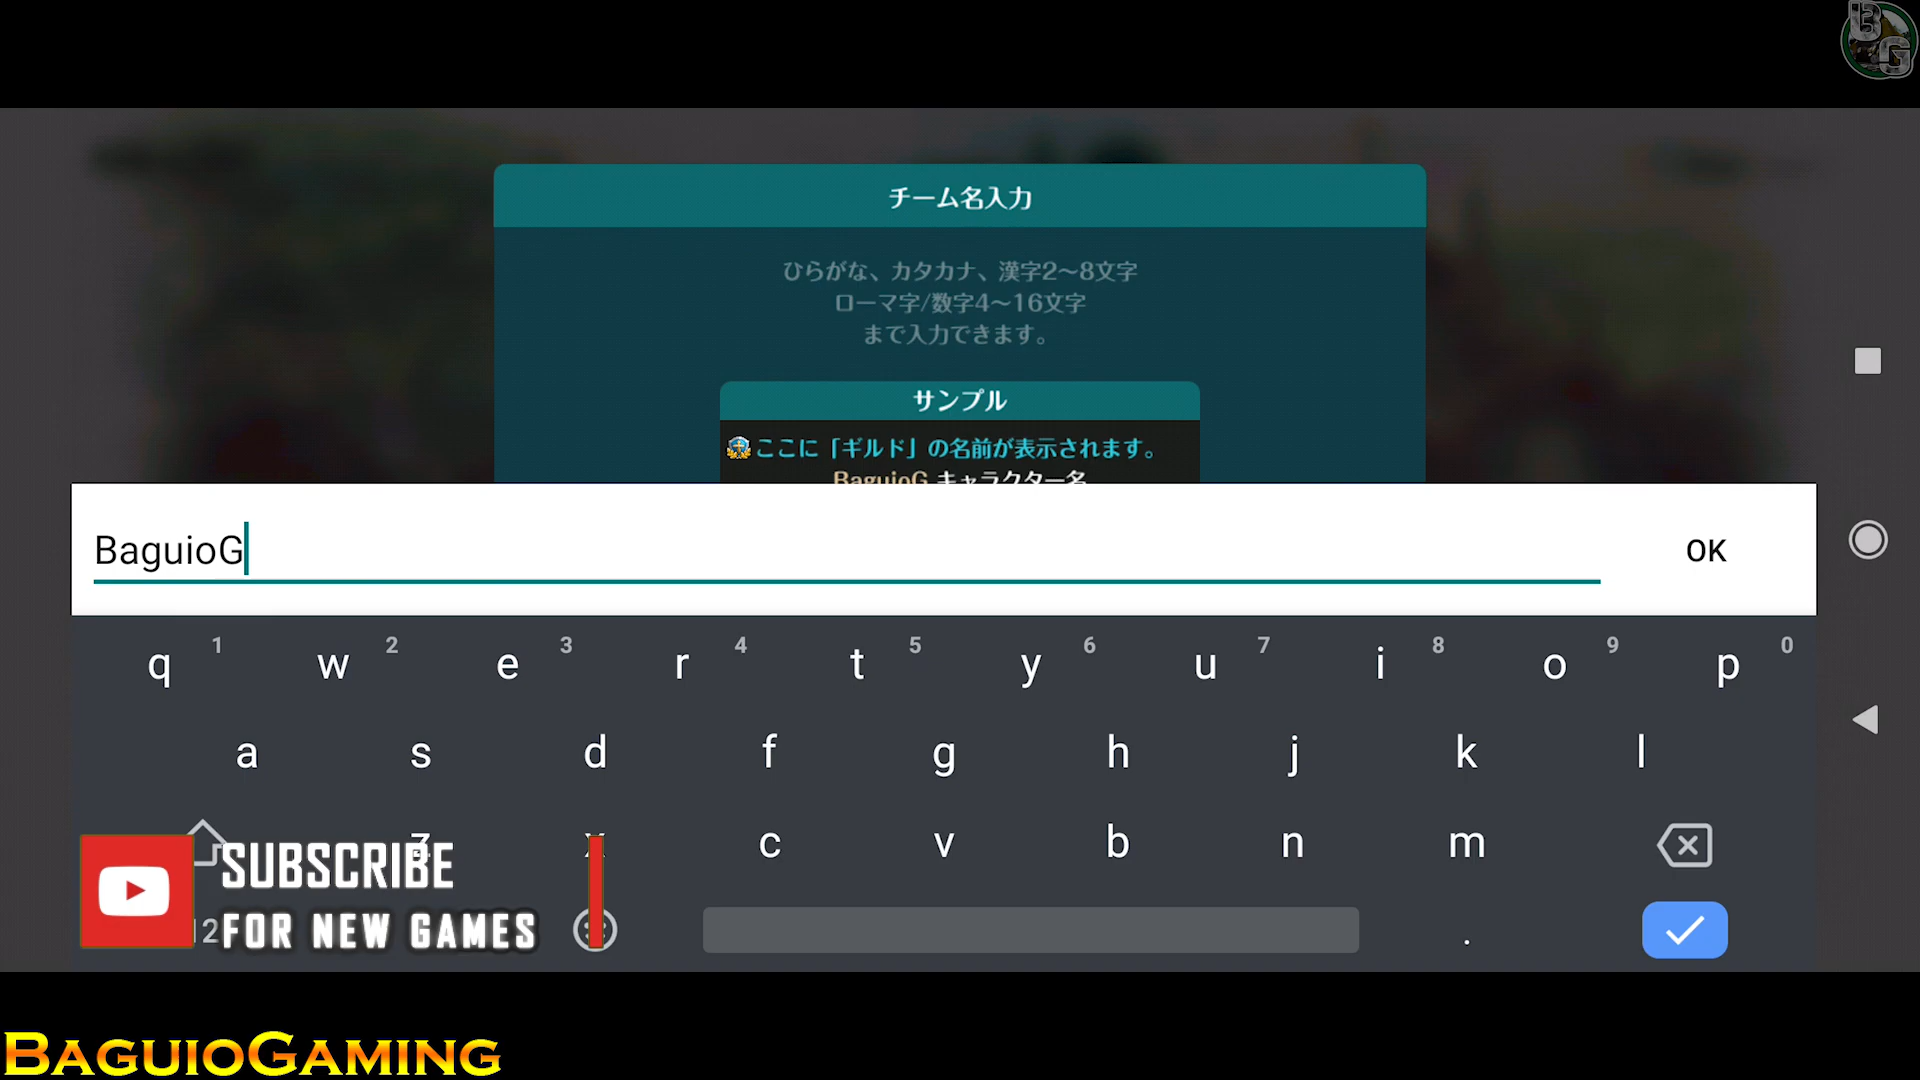 BG
チーム名入力
ひらがな、カタカナ、漢字2～8文字
ローマ字/数字4～16文字
まで入力できます。
サンプル
ここに「ギルド」の名前が表示されます。
BaguioG キャラクター名
BaguioG
OK
q 1 w 2 e 3 r 4 t 5 y 6 u 7 i 8 o 9 p 0
a s d f g h j k l
z x c v b n m
SUBSCRIBE
FOR NEW GAMES
.
BAGUIOGAMING